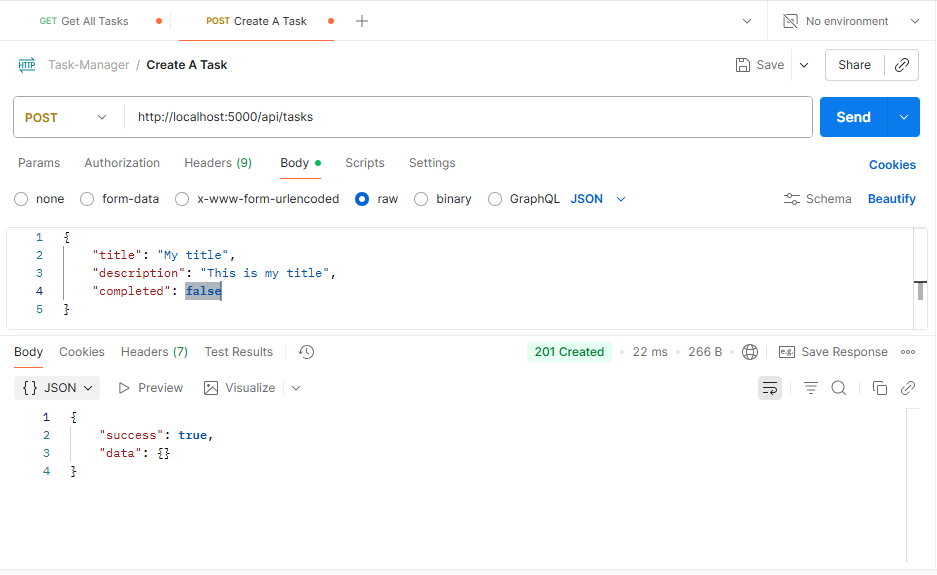 GET Get All Tasks POST Create A Task No environment
HTTP Task-Manager / Create A Task Save Share
POST http://localhost:5000/api/tasks Send
Params Authorization Headers (9) Body Scripts Settings Cookies
none form-data x-www-form-urlencoded raw binary GraphQL JSON Schema Beautify
1 {
2 "title": "My title",
3 "description": "This is my title",
4 "completed": false
5 }
Body Cookies Headers (7) Test Results 201 Created 22 ms 266 B e.g. Save Response
{} JSON Preview Visualize
1 {
2 "success": true,
3 "data": {}
4 }